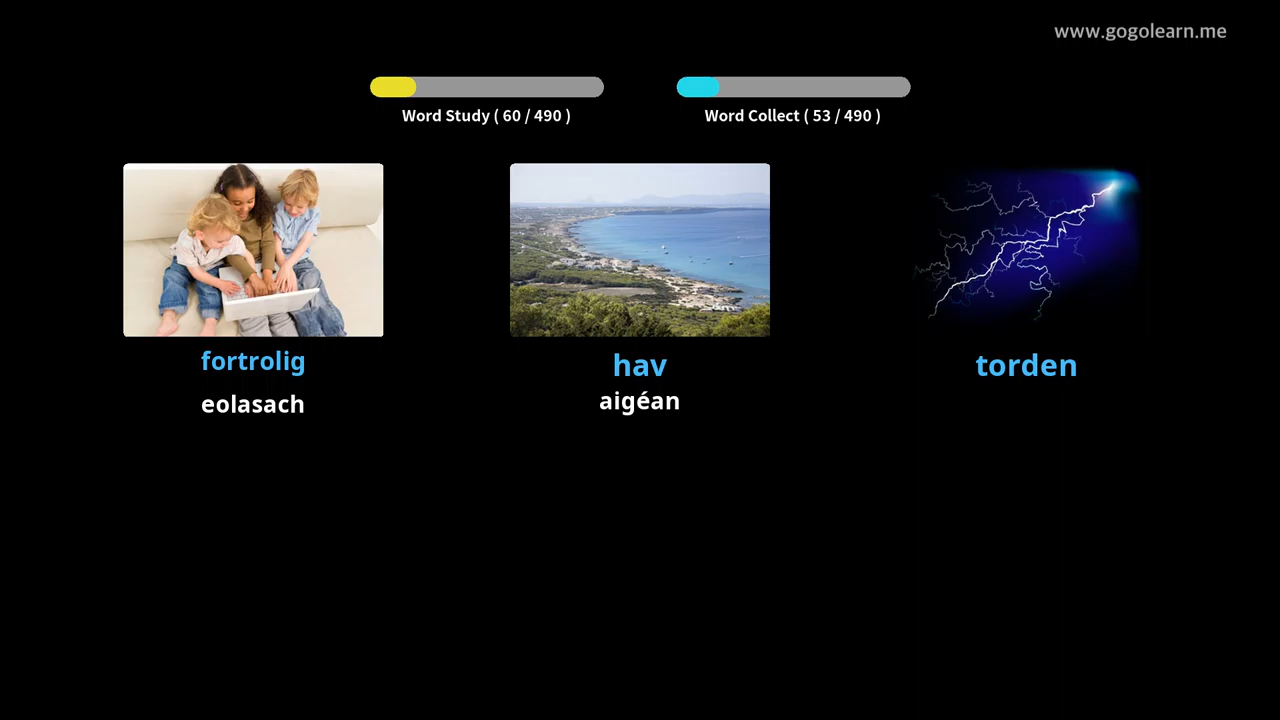 www.gogolearn.me
Word Study ( 60 / 490 )
Word Collect ( 53 / 490 )
fortrolig
hav
torden
eolasach
aigéan